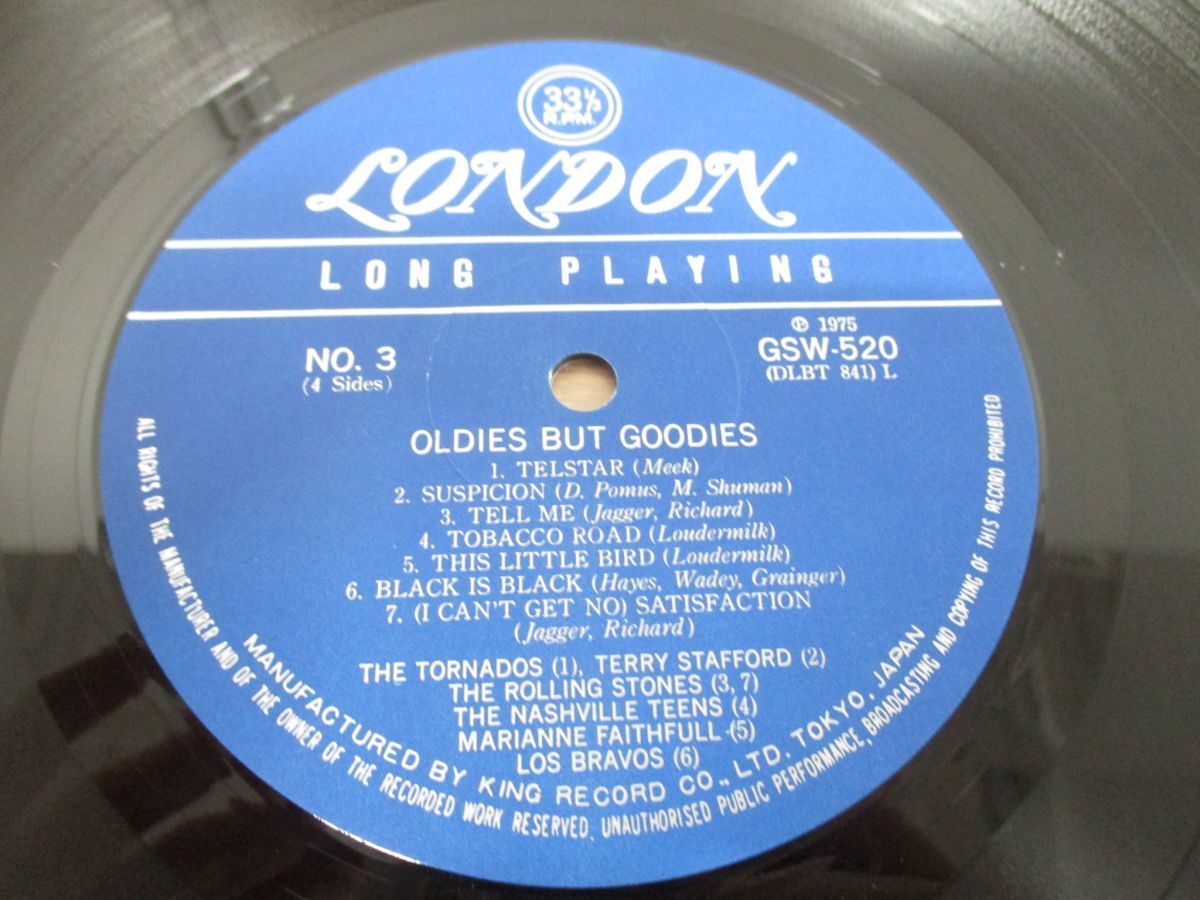 33⅓
R.P.M.
LONDON
LONG PLAYING
NO. 3
(4 Sides)
℗ 1975
GSW-520
(DLBT 841) L
OLDIES BUT GOODIES
1. TELSTAR (Meek)
2. SUSPICION (D. Pomus, M. Shuman)
3. TELL ME (Jagger, Richard)
4. TOBACCO ROAD (Loudermilk)
5. THIS LITTLE BIRD (Loudermilk)
6. BLACK IS BLACK (Hayes, Wadey, Grainger)
7. (I CAN'T GET NO) SATISFACTION
(Jagger, Richard)
THE TORNADOS (1), TERRY STAFFORD (2)
THE ROLLING STONES (3, 7)
THE NASHVILLE TEENS (4)
MARIANNE FAITHFULL (5)
LOS BRAVOS (6)
MANUFACTURED BY KING RECORD CO., LTD. TOKYO, JAPAN
ALL RIGHTS OF THE MANUFACTURER AND OF THE OWNER OF THE RECORDED WORK RESERVED. UNAUTHORISED PUBLIC PERFORMANCE, BROADCASTING AND COPYING OF THIS RECORD PROHIBITED